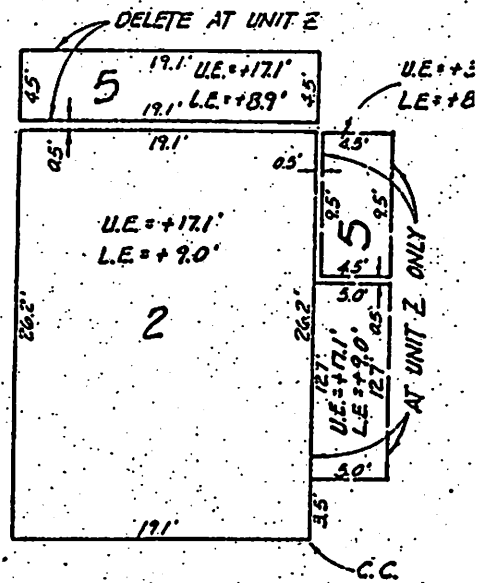 DELETE AT UNIT Z
19.1' U.E.=+17.1'
4.5' 5 4.5'
L.E.=+8.9'
19.1'
U.E.=+3
L.E=+8
0.5'
19.1'
0.5'
4.5'
9.5' 9.5'
5
4.5'
U.E.=+17.1'
L.E.=+9.0'
2
26.2' 26.2'
5.0'
0.5'
12.7' 12.7'
U.E.=+17.1'
L.E=+9.0'
AT UNIT Z ONLY
5.0'
3.5'
19.1'
C.C.